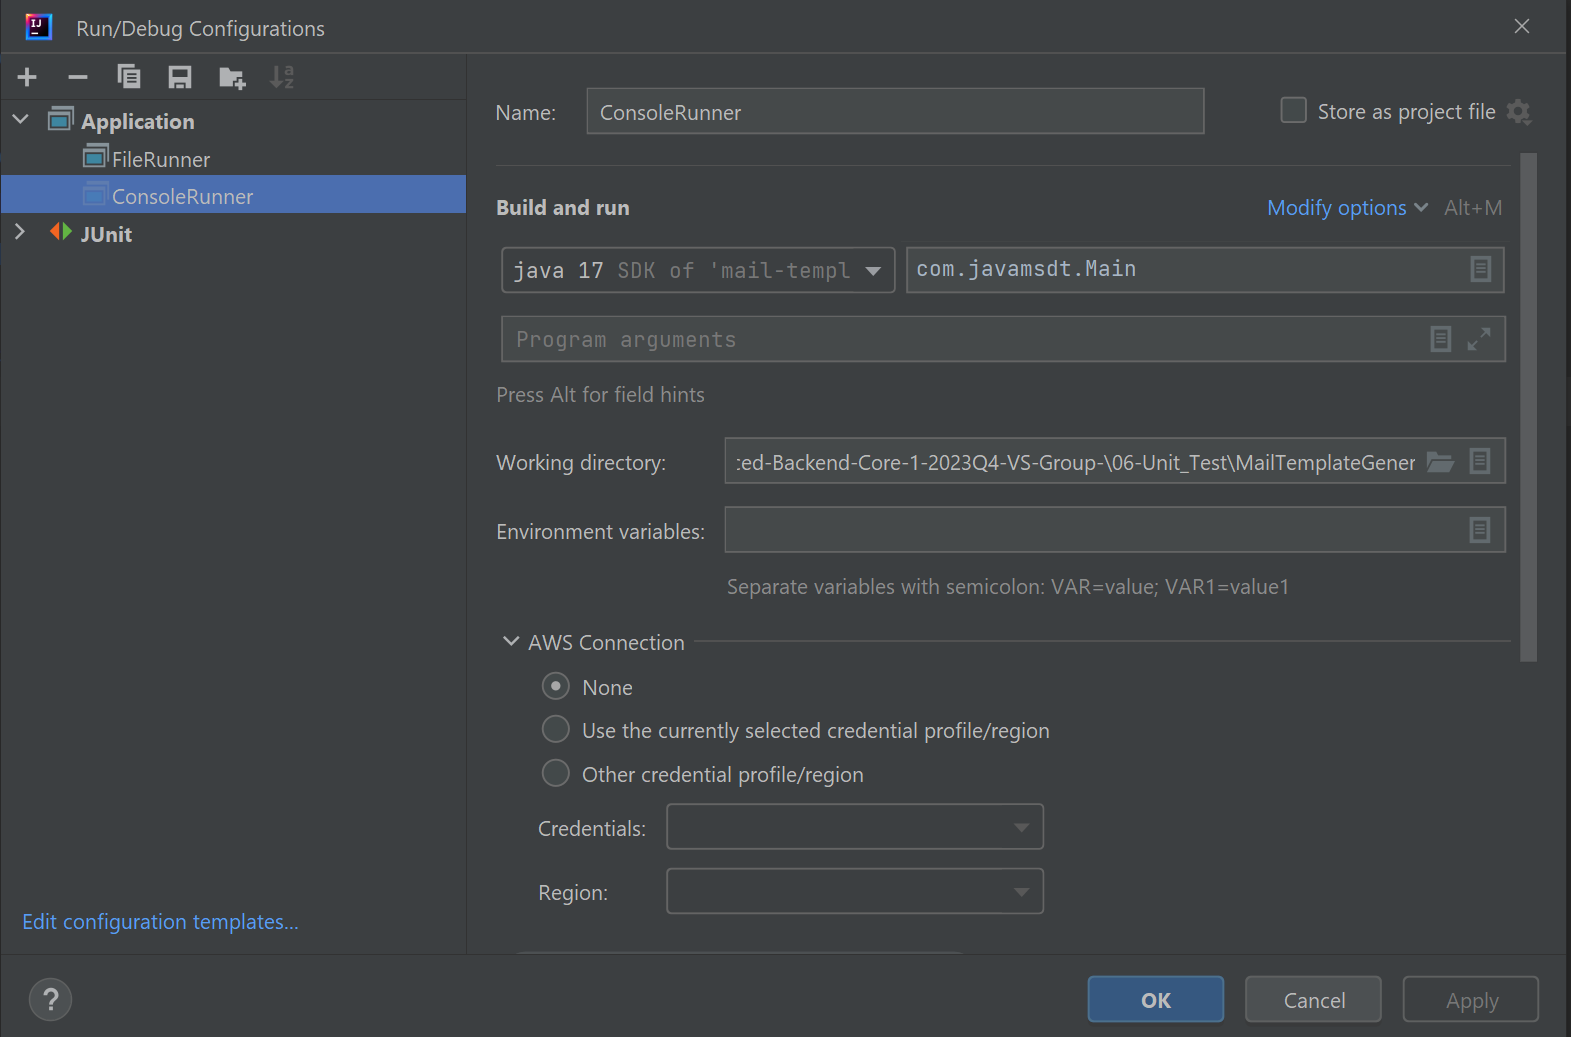 Run/Debug Configurations
Application
FileRunner
ConsoleRunner
JUnit
Edit configuration templates...
Name: ConsoleRunner Store as project file
Build and run Modify options Alt+M
java 17 SDK of 'mail-templ com.javamsdt.Main
Program arguments
Press Alt for field hints
Working directory: ced-Backend-Core-1-2023Q4-VS-Group-\06-Unit_Test\MailTemplateGener
Environment variables:
Separate variables with semicolon: VAR=value; VAR1=value1
AWS Connection
None
Use the currently selected credential profile/region
Other credential profile/region
Credentials:
Region:
? OK Cancel Apply